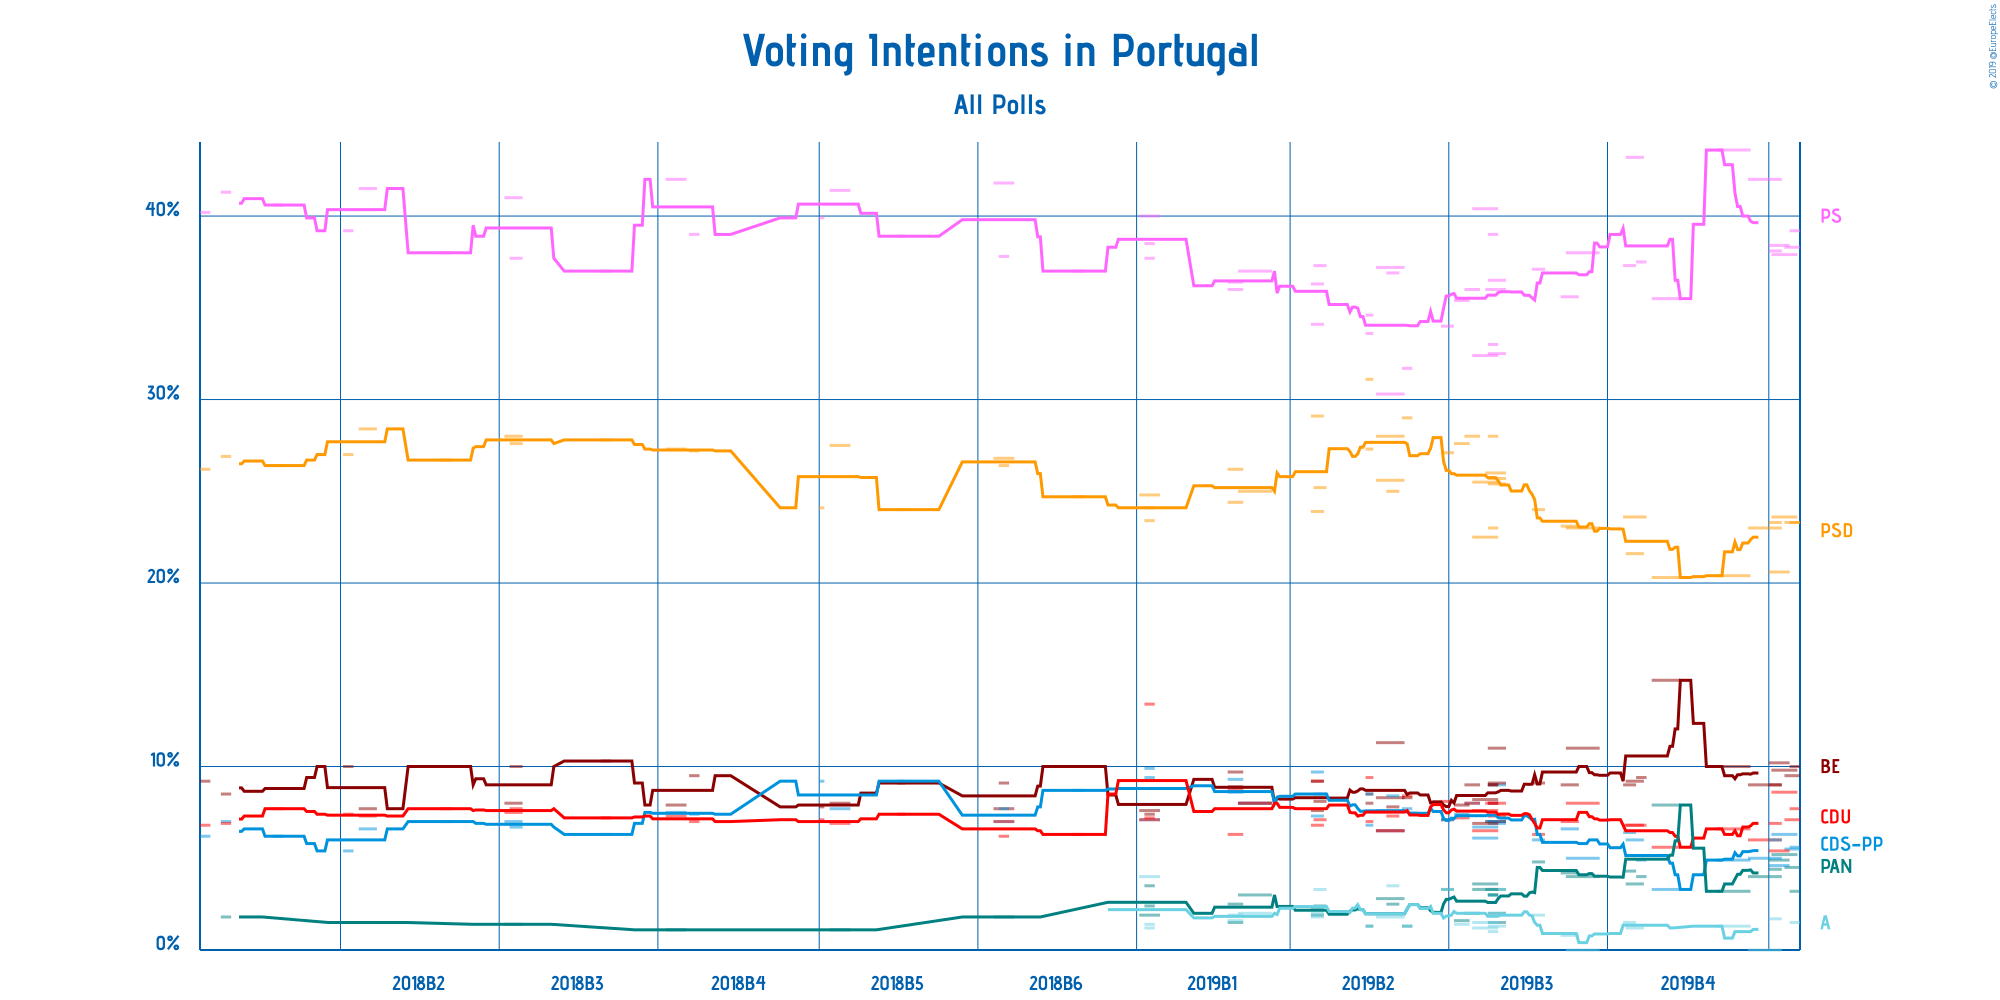 Voting Intentions in Portugal
All Polls
© 2019 @EuropeElects
40%
30%
20%
10%
0%
PS
PSD
BE
CDU
CDS-PP
PAN
A
2018B2 2018B3 2018B4 2018B5 2018B6 2019B1 2019B2 2019B3 2019B4